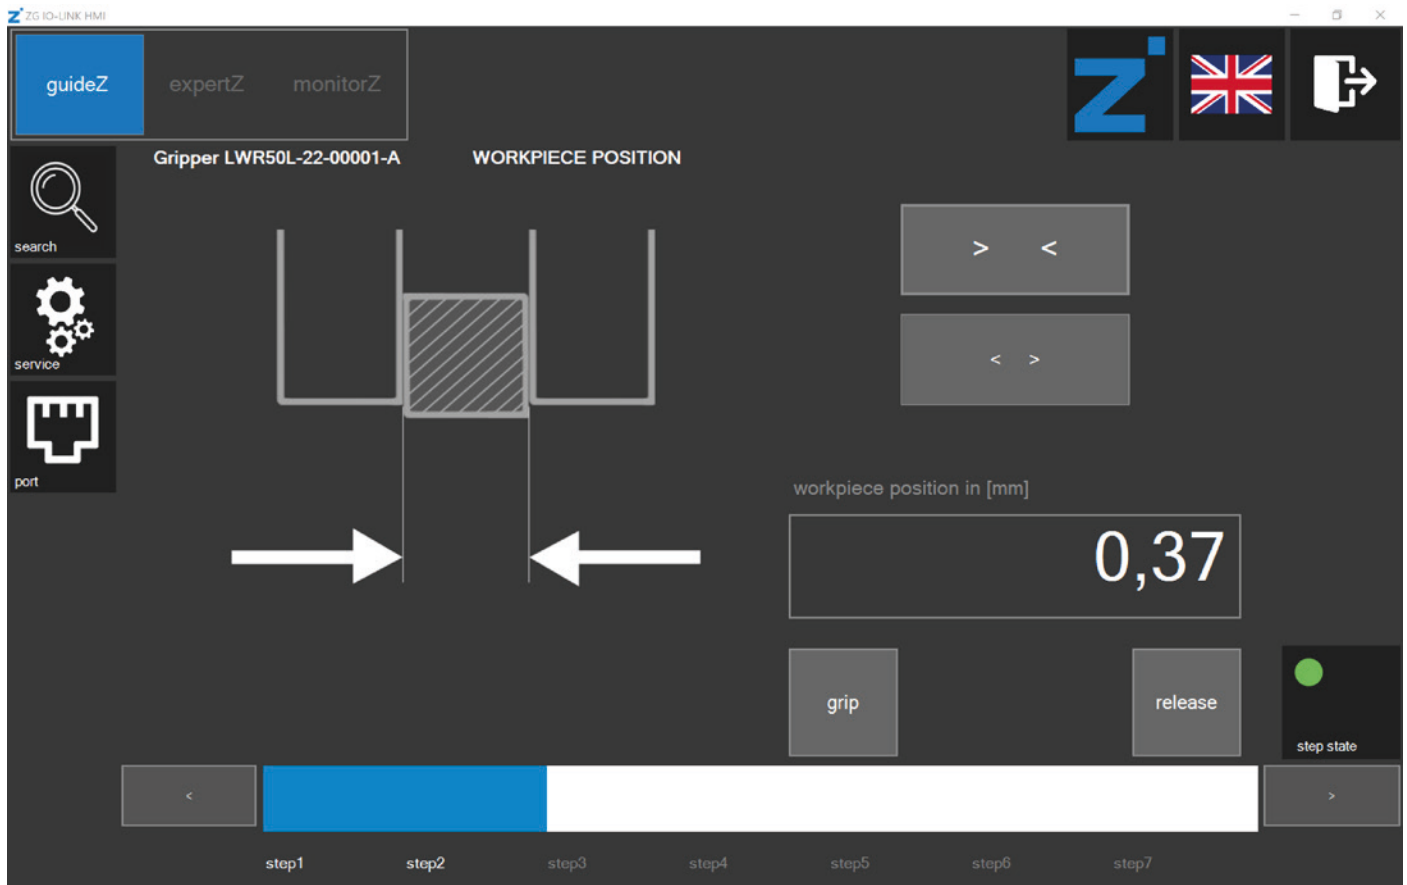 ZG IO-LINK HMI
guideZ expertZ monitorZ
Z
Gripper LWR50L-22-00001-A WORKPIECE POSITION
search
> <
service
< >
port
workpiece position in [mm]
0,37
grip release
step state
< >
step1 step2 step3 step4 step5 step6 step7